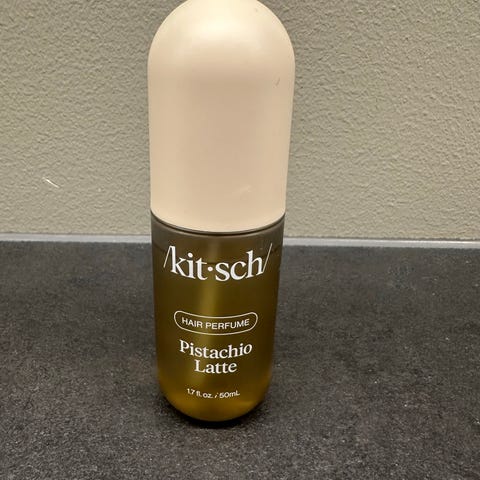 /kit·sch/
HAIR PERFUME
Pistachio
Latte
1.7 fl. oz. / 50mL